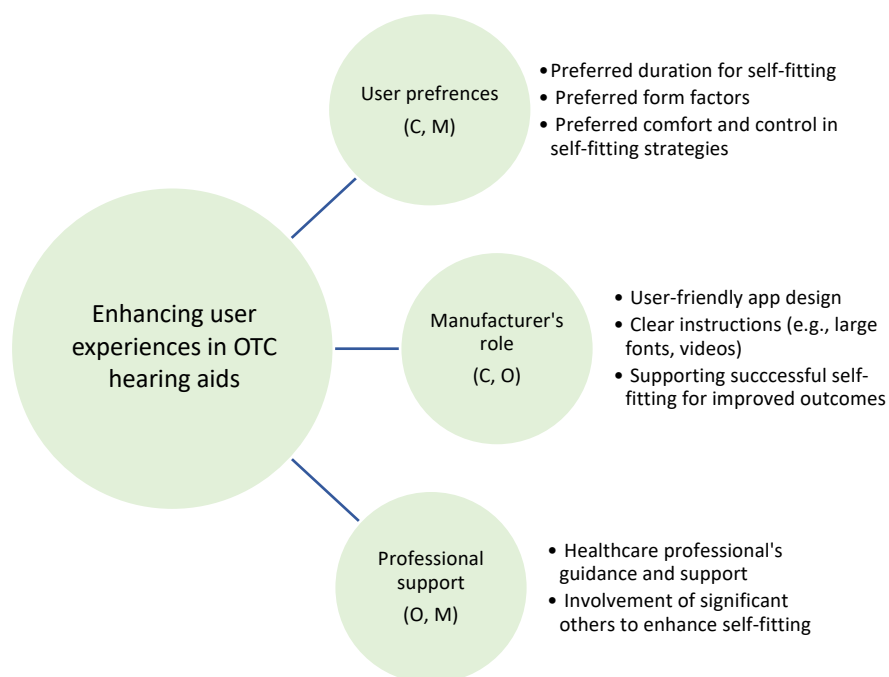 User prefrences
(C, M)
•Preferred duration for self-fitting
• Preferred form factors
• Preferred comfort and control in
self-fitting strategies
Enhancing user
experiences in OTC
hearing aids
Manufacturer's
role
(C, O)
• User-friendly app design
• Clear instructions (e.g., large
fonts, videos)
• Supporting succcessful self-
fitting for improved outcomes
Professional
support
(O, M)
• Healthcare professional's
guidance and support
• Involvement of significant
others to enhance self-fitting